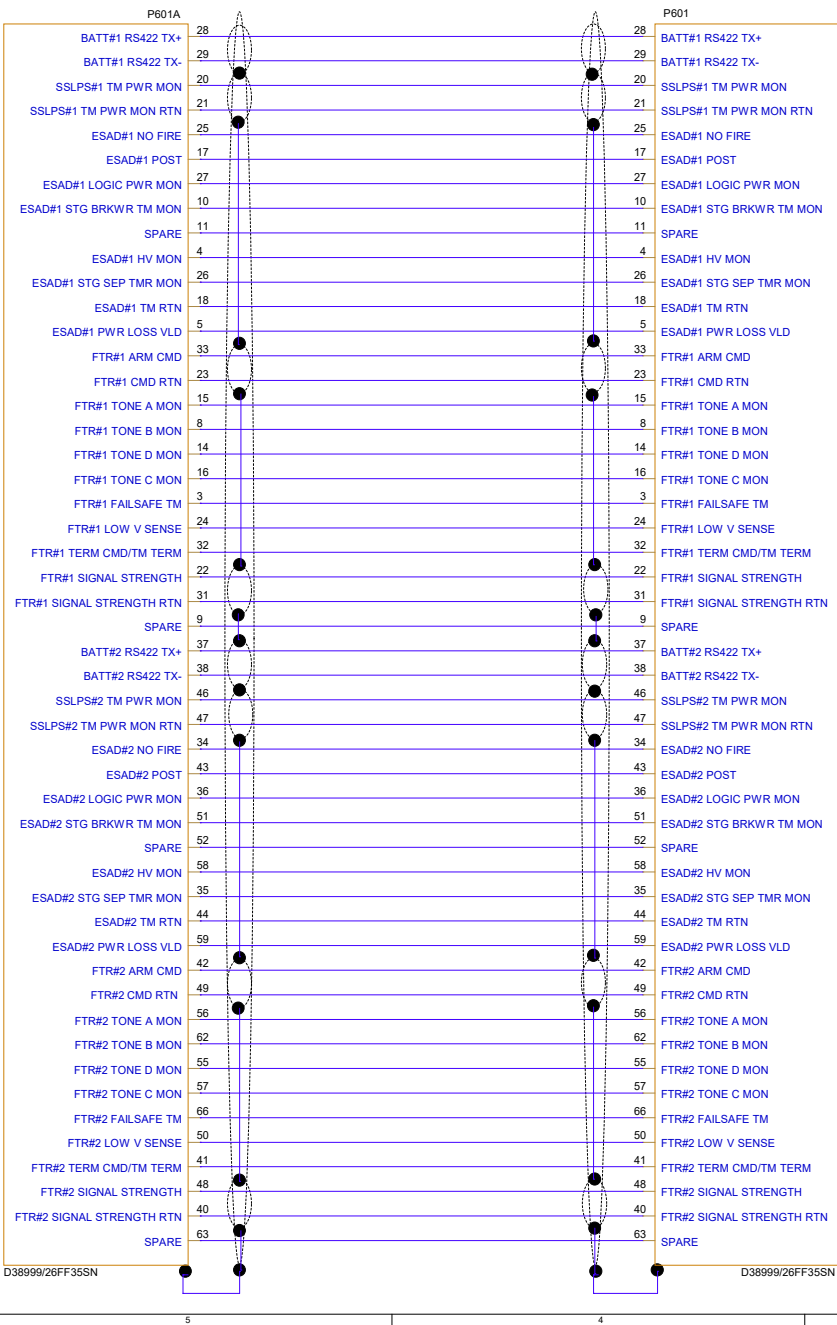 P601A P601
BATT#1 RS422 TX+ 28 28 BATT#1 RS422 TX+
BATT#1 RS422 TX- 29 29 BATT#1 RS422 TX-
SSLPS#1 TM PWR MON 20 20 SSLPS#1 TM PWR MON
SSLPS#1 TM PWR MON RTN 21 21 SSLPS#1 TM PWR MON RTN
ESAD#1 NO FIRE 25 25 ESAD#1 NO FIRE
ESAD#1 POST 17 17 ESAD#1 POST
ESAD#1 LOGIC PWR MON 27 27 ESAD#1 LOGIC PWR MON
ESAD#1 STG BRKWR TM MON 10 10 ESAD#1 STG BRKWR TM MON
SPARE 11 11 SPARE
ESAD#1 HV MON 4 4 ESAD#1 HV MON
ESAD#1 STG SEP TMR MON 26 26 ESAD#1 STG SEP TMR MON
ESAD#1 TM RTN 18 18 ESAD#1 TM RTN
ESAD#1 PWR LOSS VLD 5 5 ESAD#1 PWR LOSS VLD
FTR#1 ARM CMD 33 33 FTR#1 ARM CMD
FTR#1 CMD RTN 23 23 FTR#1 CMD RTN
FTR#1 TONE A MON 15 15 FTR#1 TONE A MON
FTR#1 TONE B MON 8 8 FTR#1 TONE B MON
FTR#1 TONE D MON 14 14 FTR#1 TONE D MON
FTR#1 TONE C MON 16 16 FTR#1 TONE C MON
FTR#1 FAILSAFE TM 3 3 FTR#1 FAILSAFE TM
FTR#1 LOW V SENSE 24 24 FTR#1 LOW V SENSE
FTR#1 TERM CMD/TM TERM 32 32 FTR#1 TERM CMD/TM TERM
FTR#1 SIGNAL STRENGTH 22 22 FTR#1 SIGNAL STRENGTH
FTR#1 SIGNAL STRENGTH RTN 31 31 FTR#1 SIGNAL STRENGTH RTN
SPARE 9 9 SPARE
BATT#2 RS422 TX+ 37 37 BATT#2 RS422 TX+
BATT#2 RS422 TX- 38 38 BATT#2 RS422 TX-
SSLPS#2 TM PWR MON 46 46 SSLPS#2 TM PWR MON
SSLPS#2 TM PWR MON RTN 47 47 SSLPS#2 TM PWR MON RTN
ESAD#2 NO FIRE 34 34 ESAD#2 NO FIRE
ESAD#2 POST 43 43 ESAD#2 POST
ESAD#2 LOGIC PWR MON 36 36 ESAD#2 LOGIC PWR MON
ESAD#2 STG BRKWR TM MON 51 51 ESAD#2 STG BRKWR TM MON
SPARE 52 52 SPARE
ESAD#2 HV MON 58 58 ESAD#2 HV MON
ESAD#2 STG SEP TMR MON 35 35 ESAD#2 STG SEP TMR MON
ESAD#2 TM RTN 44 44 ESAD#2 TM RTN
ESAD#2 PWR LOSS VLD 59 59 ESAD#2 PWR LOSS VLD
FTR#2 ARM CMD 42 42 FTR#2 ARM CMD
FTR#2 CMD RTN 49 49 FTR#2 CMD RTN
FTR#2 TONE A MON 56 56 FTR#2 TONE A MON
FTR#2 TONE B MON 62 62 FTR#2 TONE B MON
FTR#2 TONE D MON 55 55 FTR#2 TONE D MON
FTR#2 TONE C MON 57 57 FTR#2 TONE C MON
FTR#2 FAILSAFE TM 66 66 FTR#2 FAILSAFE TM
FTR#2 LOW V SENSE 50 50 FTR#2 LOW V SENSE
FTR#2 TERM CMD/TM TERM 41 41 FTR#2 TERM CMD/TM TERM
FTR#2 SIGNAL STRENGTH 48 48 FTR#2 SIGNAL STRENGTH
FTR#2 SIGNAL STRENGTH RTN 40 40 FTR#2 SIGNAL STRENGTH RTN
SPARE 63 63 SPARE
D38999/26FF35SN D38999/26FF35SN
5 4